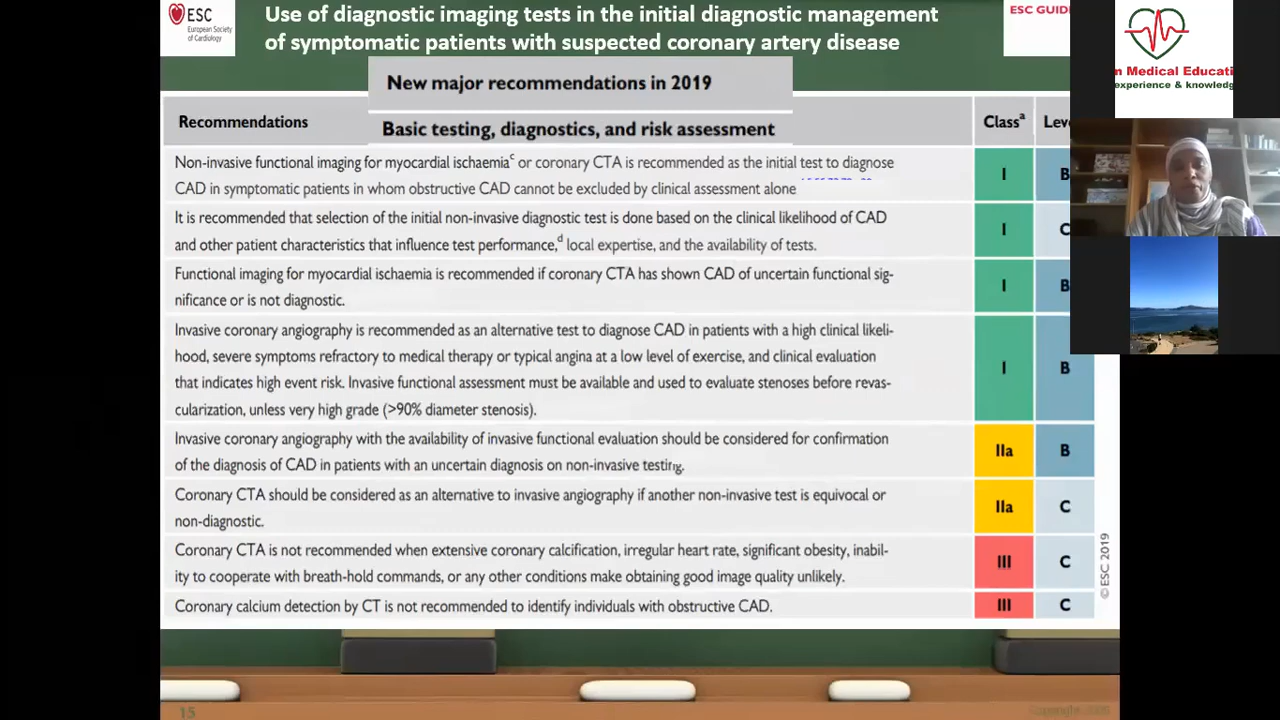 ESC
European Society
of Cardiology
Use of diagnostic imaging tests in the initial diagnostic management
of symptomatic patients with suspected coronary artery disease
ESC GUID
New major recommendations in 2019
Basic testing, diagnostics, and risk assessment
Recommendations
Classa
Leve
Non-invasive functional imaging for myocardial ischaemiac or coronary CTA is recommended as the initial test to diagnose
CAD in symptomatic patients in whom obstructive CAD cannot be excluded by clinical assessment alone
I
B
It is recommended that selection of the initial non-invasive diagnostic test is done based on the clinical likelihood of CAD
and other patient characteristics that influence test performance,d local expertise, and the availability of tests.
I
C
Functional imaging for myocardial ischaemia is recommended if coronary CTA has shown CAD of uncertain functional sig-
nificance or is not diagnostic.
I
B
Invasive coronary angiography is recommended as an alternative test to diagnose CAD in patients with a high clinical likeli-
hood, severe symptoms refractory to medical therapy or typical angina at a low level of exercise, and clinical evaluation
that indicates high event risk. Invasive functional assessment must be available and used to evaluate stenoses before revas-
cularization, unless very high grade (>90% diameter stenosis).
I
B
Invasive coronary angiography with the availability of invasive functional evaluation should be considered for confirmation
of the diagnosis of CAD in patients with an uncertain diagnosis on non-invasive testing.
IIa
B
Coronary CTA should be considered as an alternative to invasive angiography if another non-invasive test is equivocal or
non-diagnostic.
IIa
C
Coronary CTA is not recommended when extensive coronary calcification, irregular heart rate, significant obesity, inabil-
ity to cooperate with breath-hold commands, or any other conditions make obtaining good image quality unlikely.
III
C
Coronary calcium detection by CT is not recommended to identify individuals with obstructive CAD.
III
C
©ESC 2019
n Medical Educati
experience & knowledg
15
Copyright